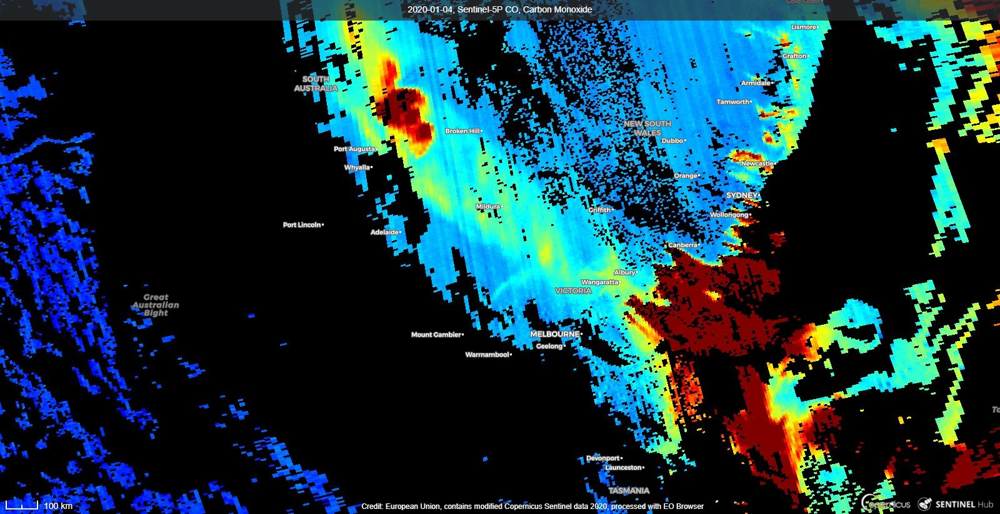 2020-01-04, Sentinel-5P CO, Carbon Monoxide
Gold Coast
Lismore
Grafton
SOUTH
AUSTRALIA
Armidale
Tamworth
NEW SOUTH
WALES
Broken Hill
Dubbo
Port Augusta
Newcastle
Whyalla
Orange
SYDNEY
Mildura
Griffith
Wollongong
Port Lincoln
Adelaide
Canberra
Albury
Wangaratta
VICTORIA
Great
Australian
Bight
Mount Gambier
MELBOURNE
Geelong
Warrnambool
Devonport
Launceston
TASMANIA
100 km
Credit: European Union, contains modified Copernicus Sentinel data 2020, processed with EO Browser
opernicus
SENTINEL Hub